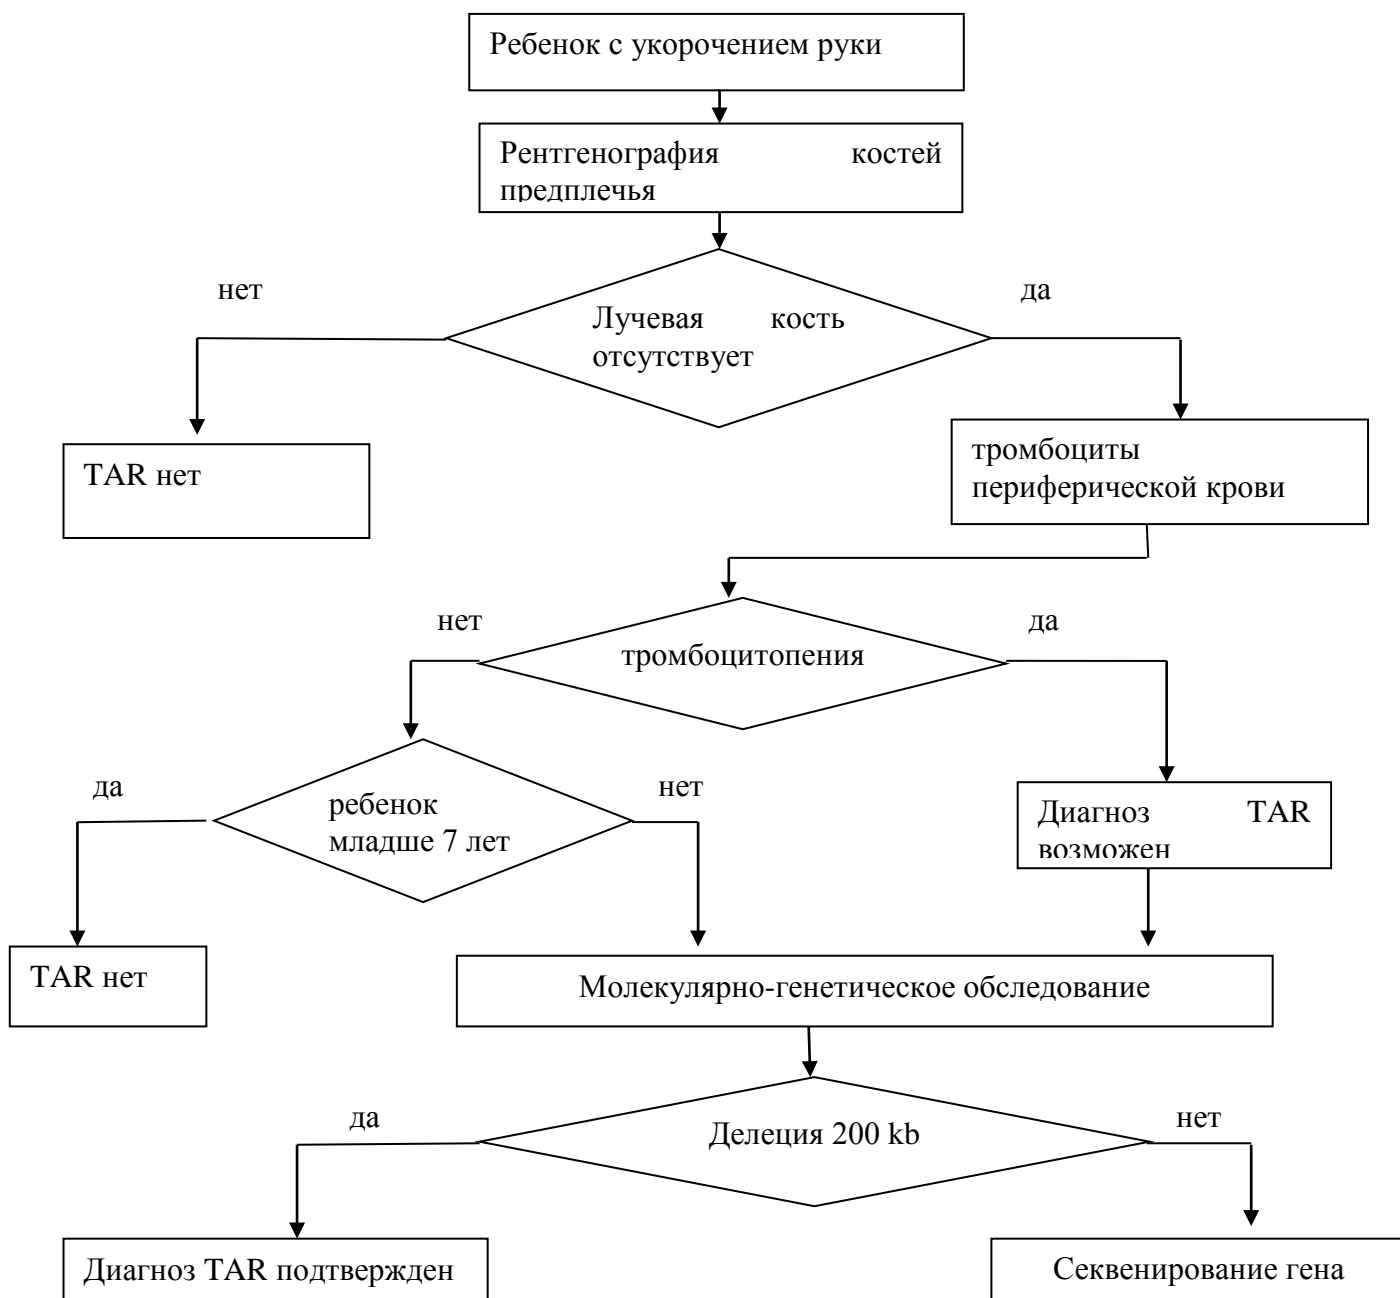 Ребенок с укорочением руки
Рентгенография костей
предплечья
нет
да
Лучевая кость
отсутствует
TAR нет
тромбоциты
периферической крови
нет
да
тромбоцитопения
да
нет
ребенок
младше 7 лет
Диагноз TAR
возможен
TAR нет
Молекулярно-генетическое обследование
да
нет
Делеция 200 kb
Диагноз TAR подтвержден
Секвенирование гена